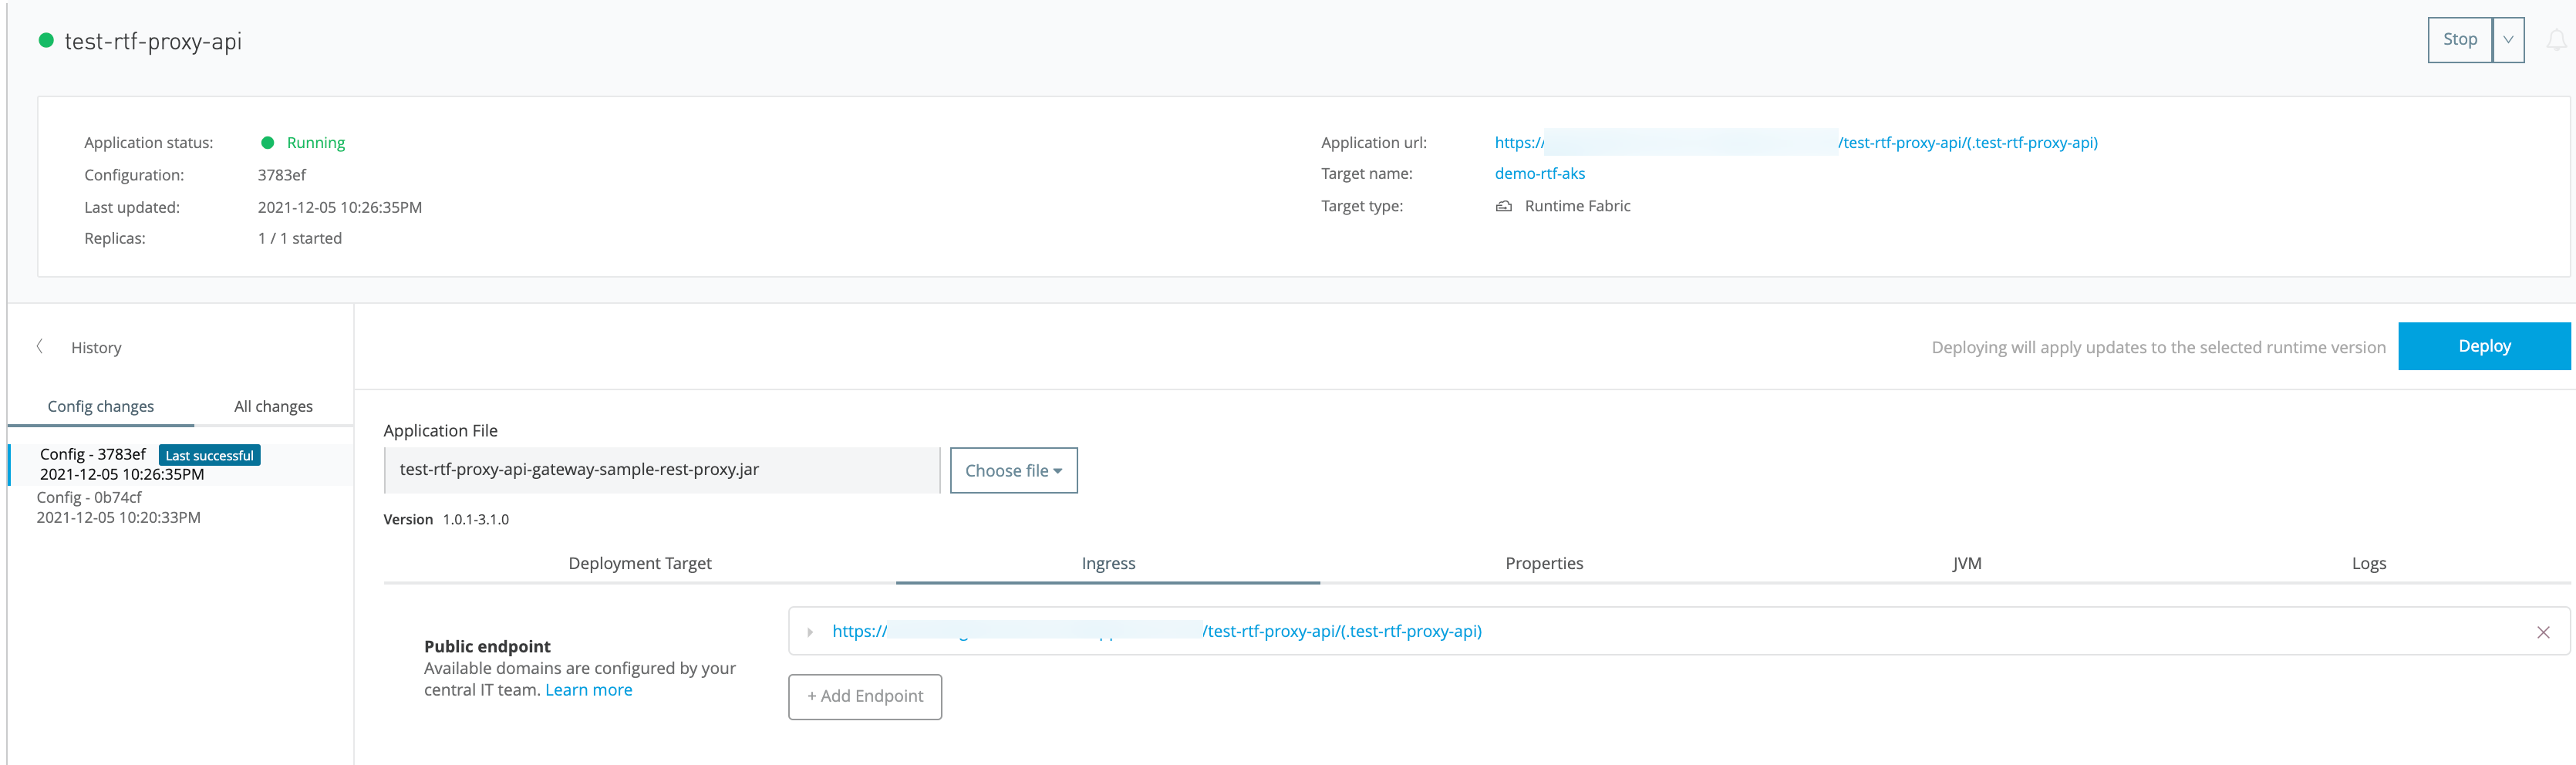 test-rtf-proxy-api
Stop
Application status: Running
Configuration: 3783ef
Last updated: 2021-12-05 10:26:35PM
Replicas: 1 / 1 started
Application url: https:// /test-rtf-proxy-api/(.test-rtf-proxy-api)
Target name: demo-rtf-aks
Target type: Runtime Fabric
History
Deploying will apply updates to the selected runtime version
Deploy
Config changes
All changes
Config - 3783ef Last successful
2021-12-05 10:26:35PM
Config - 0b74cf
2021-12-05 10:20:33PM
Application File
test-rtf-proxy-api-gateway-sample-rest-proxy.jar
Choose file
Version 1.0.1-3.1.0
Deployment Target
Ingress
Properties
JVM
Logs
Public endpoint
Available domains are configured by your
central IT team. Learn more
https:// /test-rtf-proxy-api/(.test-rtf-proxy-api)
+ Add Endpoint